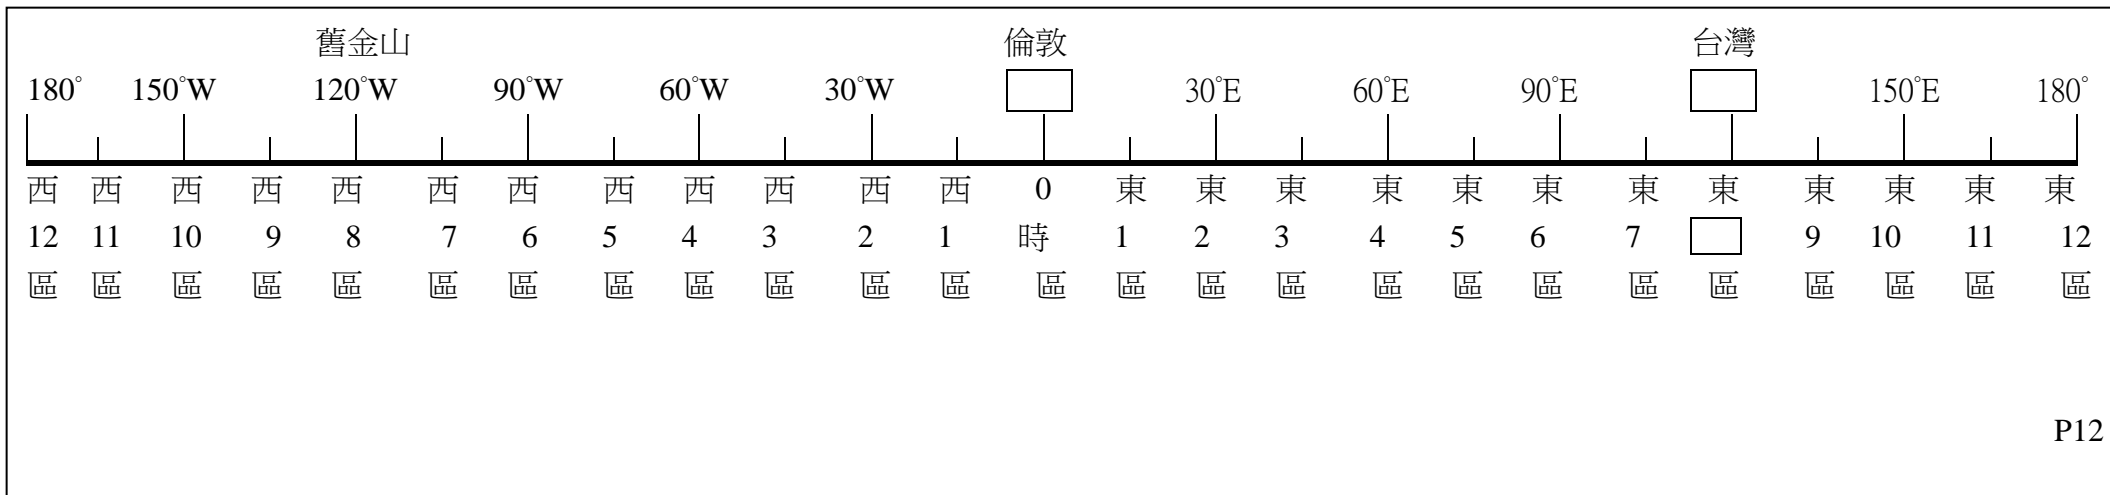 舊金山 倫敦 台灣
180° 150°W 120°W 90°W 60°W 30°W 30°E 60°E 90°E 150°E 180°
西 西 西 西 西 西 西 西 西 西 西 西 0 東 東 東 東 東 東 東 東 東 東 東 東
12 11 10 9 8 7 6 5 4 3 2 1 時 1 2 3 4 5 6 7 9 10 11 12
區 區 區 區 區 區 區 區 區 區 區 區 區 區 區 區 區 區 區 區 區 區 區 區 區
P12